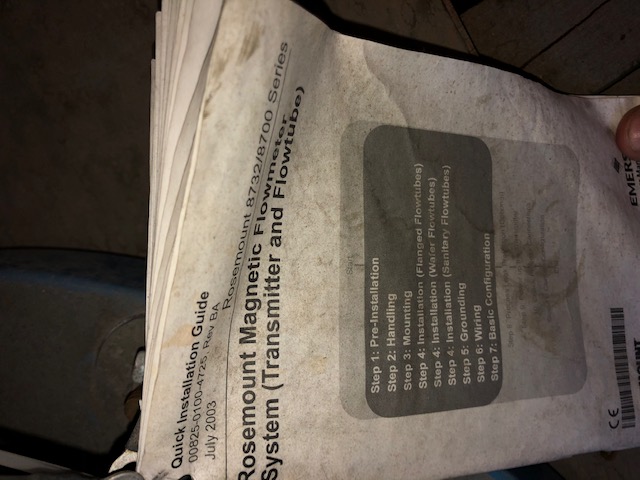 Quick Installation Guide
00825-0100-4725, Rev BA
July 2003
Rosemount 8732/8700 Series
Rosemount Magnetic Flowmeter
System (Transmitter and Flowtube)
Step 1: Pre-Installation
Step 2: Handling
Step 3: Mounting
Step 4: Installation (Flanged Flowtubes)
Step 4: Installation (Wafer Flowtubes)
Step 4: Installation (Sanitary Flowtubes)
Step 5: Grounding
Step 6: Wiring
Step 7: Basic Configuration
CE
EMERS